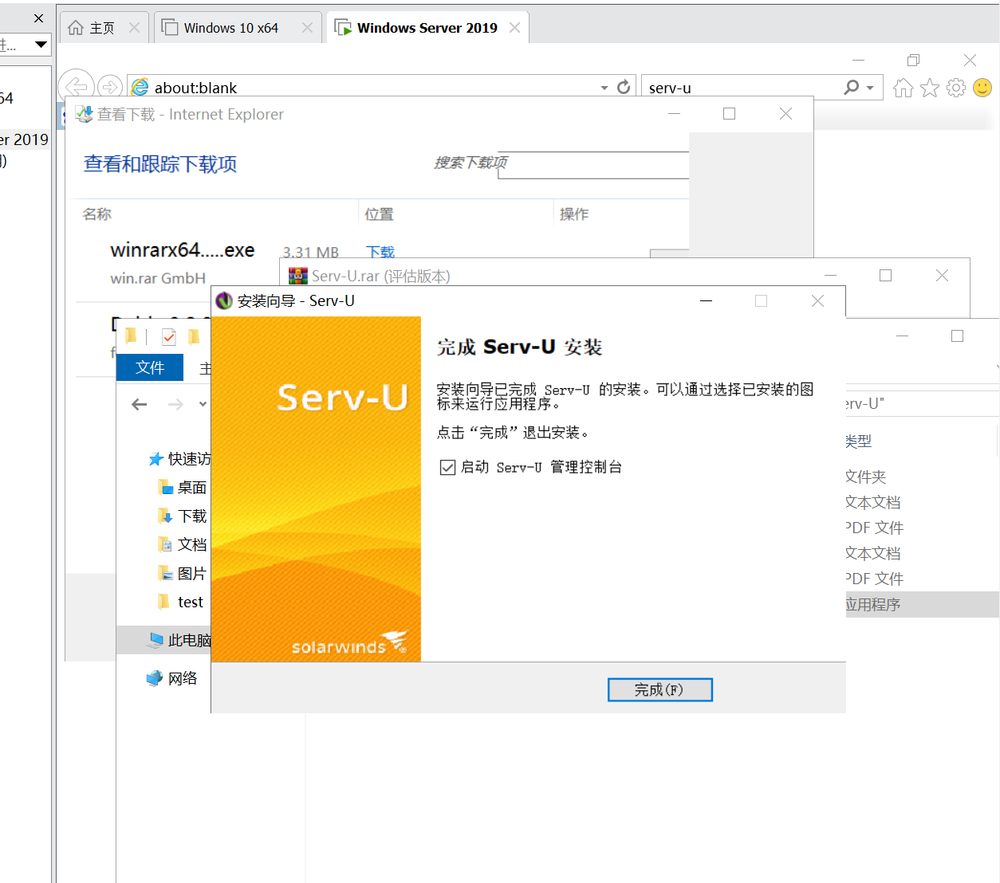 主页
Windows 10 x64
Windows Server 2019
进...
about:blank
serv-u
64
查看下载 - Internet Explorer
er 2019
查看和跟踪下载项
搜索下载项
名称
位置
操作
winrarx64.....exe
3.31 MB
下载
win.rar GmbH
Serv-U.rar (评估版本)
安装向导 - Serv-U
文件
主
完成 Serv-U 安装
Serv-U
安装向导已完成 Serv-U 的安装。可以通过选择已安装的图
标来运行应用程序。
erv-U"
点击“完成”退出安装。
类型
快速访
启动 Serv-U 管理控制台
文件夹
桌面
文本文档
下载
PDF 文件
文档
文本文档
图片
PDF 文件
test
应用程序
此电脑
solarwinds
网络
完成(F)